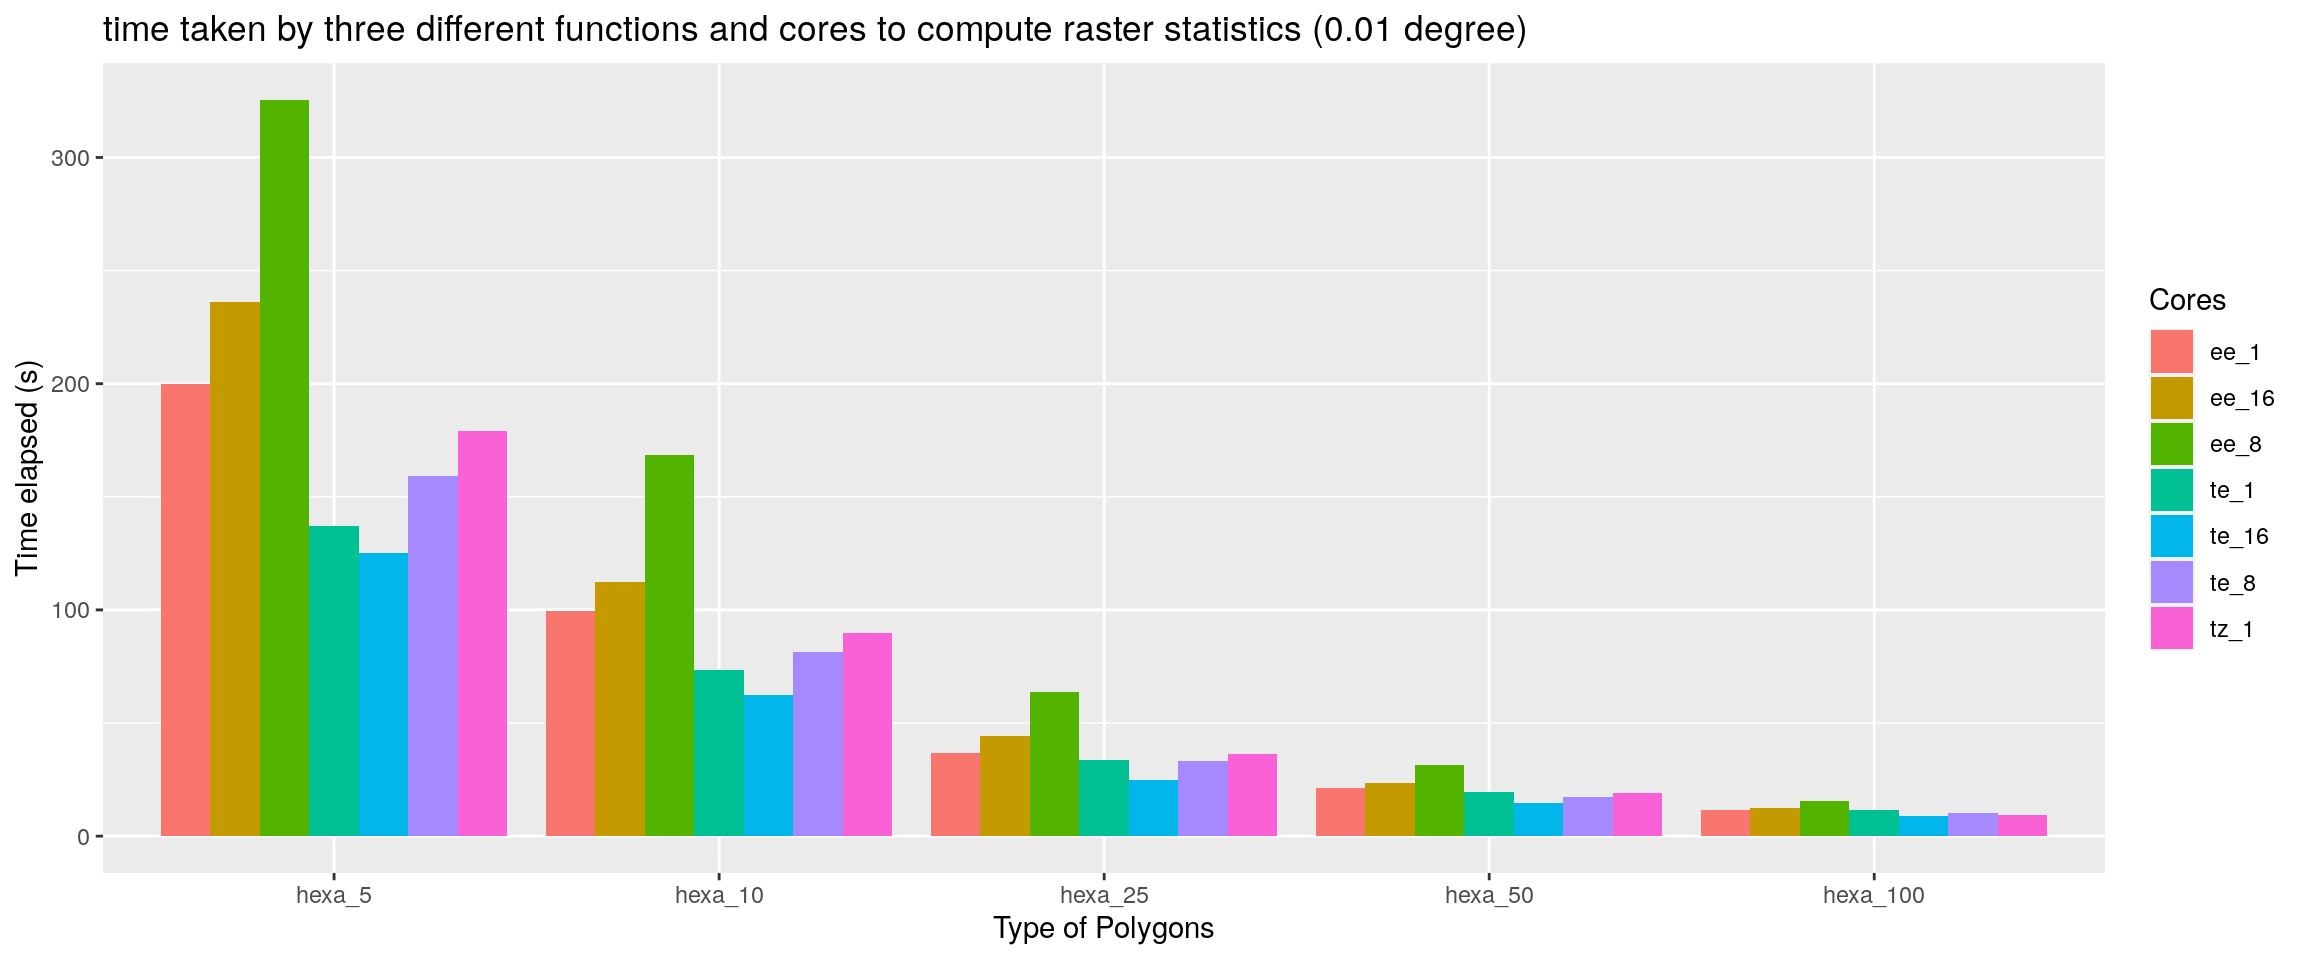 time taken by three different functions and cores to compute raster statistics (0.01 degree)
Time elapsed (s)
300
200
100
0
hexa_5
hexa_10
hexa_25
hexa_50
hexa_100
Type of Polygons
Cores
ee_1
ee_16
ee_8
te_1
te_16
te_8
tz_1